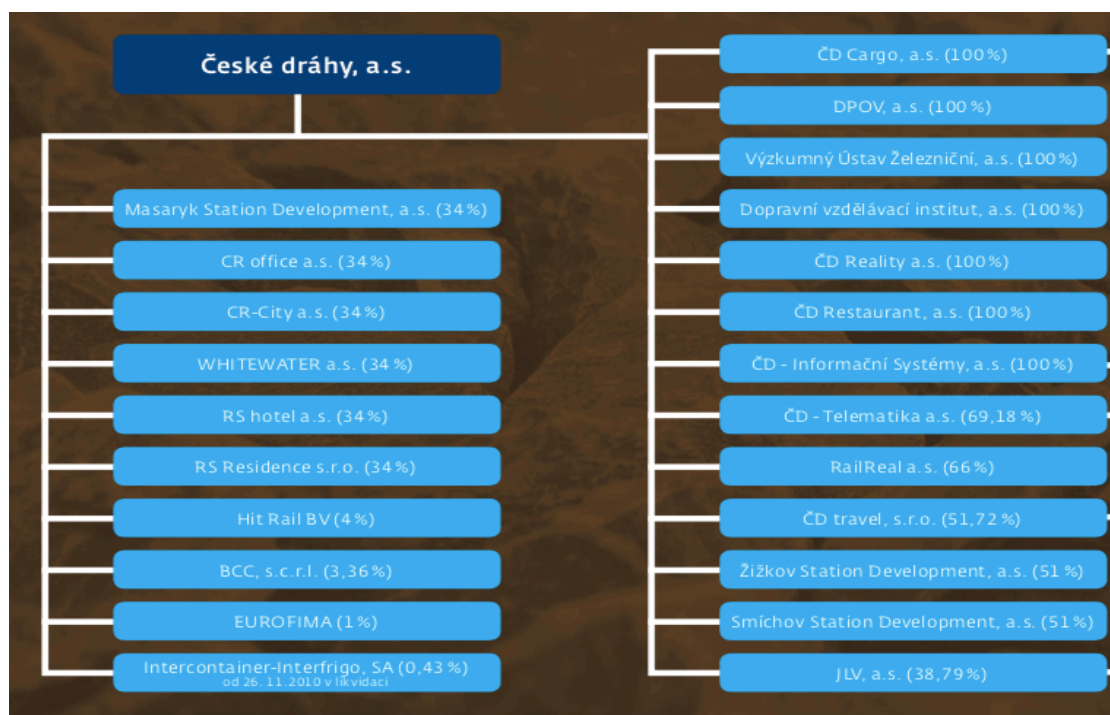 České dráhy, a.s.
Masaryk Station Development, a.s. (34 %)
CR office a.s. (34 %)
CR-City a.s. (34 %)
WHITEWATER a.s. (34 %)
RS hotel a.s. (34 %)
RS Residence s.r.o. (34 %)
Hit Rail BV (4 %)
BCC, s.c.r.l. (3,36 %)
EUROFIMA (1 %)
Intercontainer-Interfrigo, SA (0,43 %)
od 26. 11. 2010 v likvidaci
ČD Cargo, a.s. (100 %)
DPOV, a.s. (100 %)
Výzkumný Ústav Železniční, a.s. (100 %)
Dopravní vzdělávací institut, a.s. (100 %)
ČD Reality a.s. (100 %)
ČD Restaurant, a.s. (100 %)
ČD - Informační Systémy, a.s. (100 %)
ČD - Telematika a.s. (69,18 %)
RailReal a.s. (66 %)
ČD travel, s.r.o. (51,72 %)
Žižkov Station Development, a.s. (51 %)
Smíchov Station Development, a.s. (51 %)
JLV, a.s. (38,79 %)